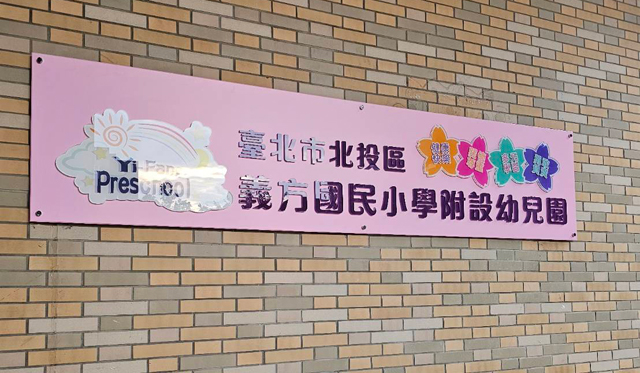 Yi-Fang
Preschool
臺北市北投區
義方國民小學附設幼兒園